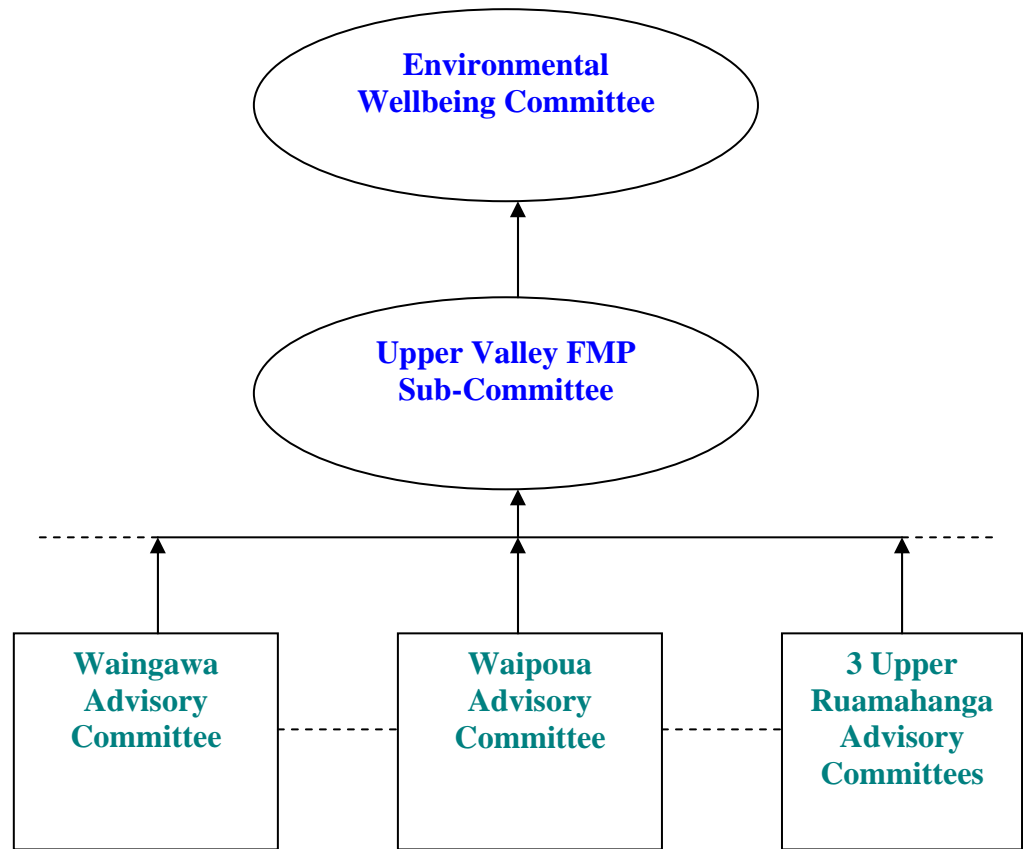 Environmental
Wellbeing Committee
Upper Valley FMP
Sub-Committee
Waingawa
Advisory
Committee
Waipoua
Advisory
Committee
3 Upper
Ruamahanga
Advisory
Committees